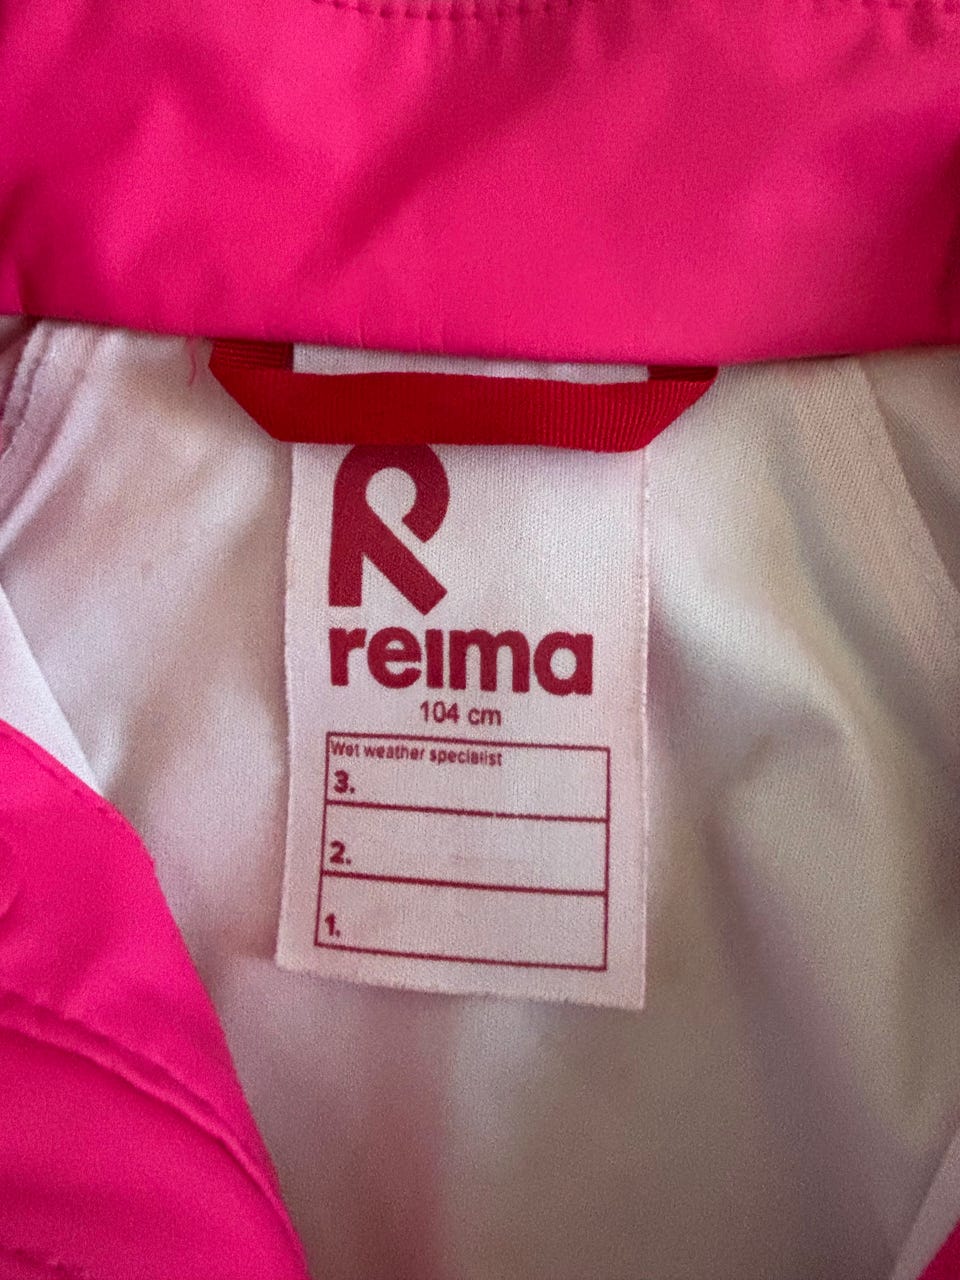 reima
104 cm
Wet weather specialist
3.
2.
1.